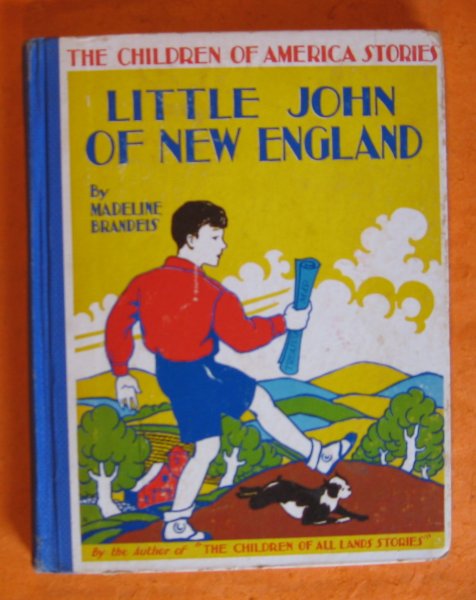 THE CHILDREN OF AMERICA STORIES
LITTLE JOHN
OF NEW ENGLAND
By
MADELINE
BRANDEIS
By the Author of "THE CHILDREN OF ALL LANDS STORIES"